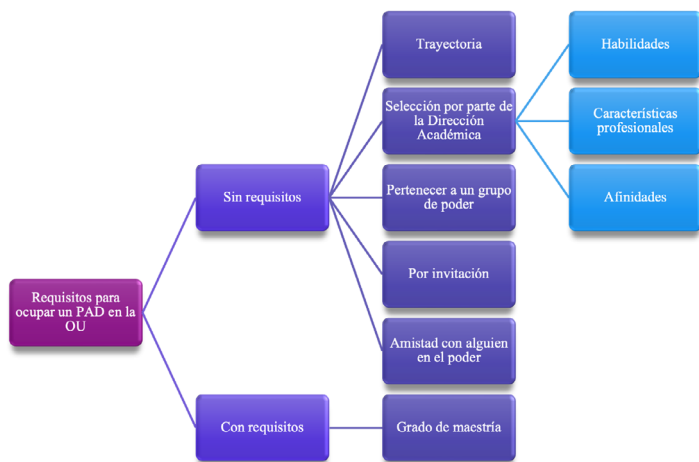 Requisitos para
ocupar un PAD en la
OU
Sin requisitos
Trayectoria
Selección por parte de
la Dirección
Académica
Habilidades
Características
profesionales
Afinidades
Pertenecer a un grupo
de poder
Por invitación
Amistad con alguien
en el poder
Con requisitos
Grado de maestría